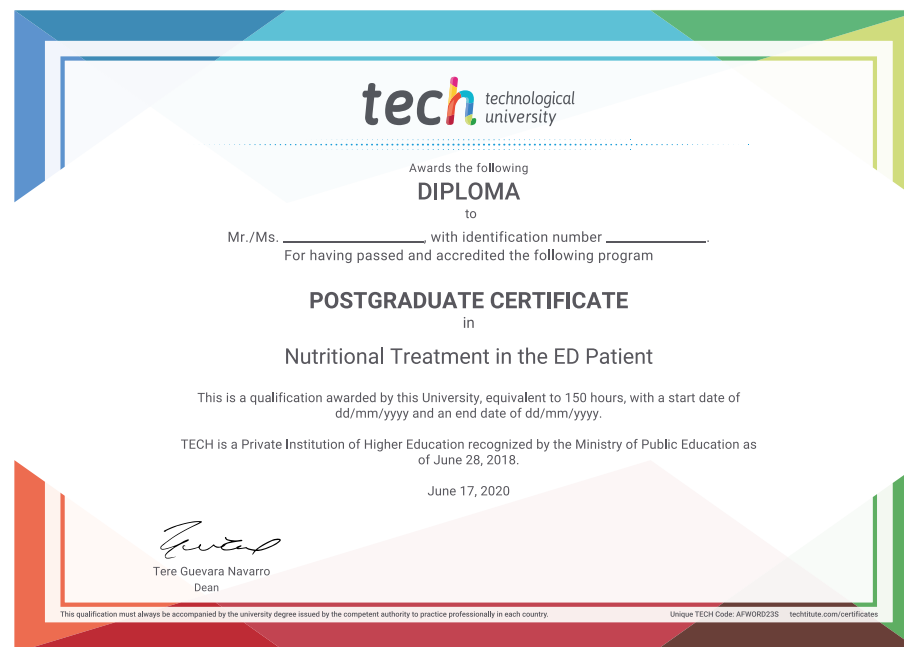 tech technological
university
Awards the following
DIPLOMA
to
Mr./Ms. ____________________, with identification number ______________.
For having passed and accredited the following program
POSTGRADUATE CERTIFICATE
in
Nutritional Treatment in the ED Patient
This is a qualification awarded by this University, equivalent to 150 hours, with a start date of
dd/mm/yyyy and an end date of dd/mm/yyyy.
TECH is a Private Institution of Higher Education recognized by the Ministry of Public Education as
of June 28, 2018.
June 17, 2020
Tere Guevara Navarro
Dean
This qualification must always be accompanied by the university degree issued by the competent authority to practice professionally in each country. Unique TECH Code: AFWORD23S techtitute.com/certificates